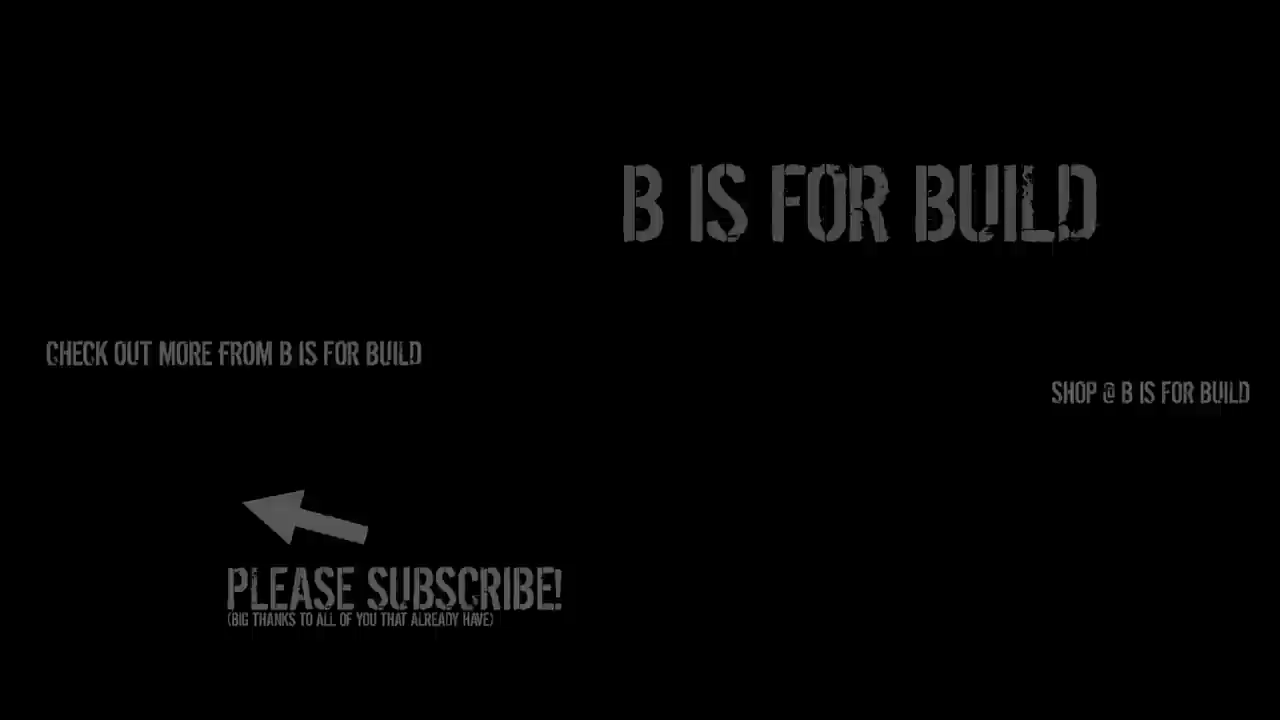 B IS FOR BUILD
CHECK OUT MORE FROM B IS FOR BUILD
SHOP @ B IS FOR BUILD
PLEASE SUBSCRIBE!
(BIG THANKS TO ALL OF YOU THAT ALREADY HAVE)